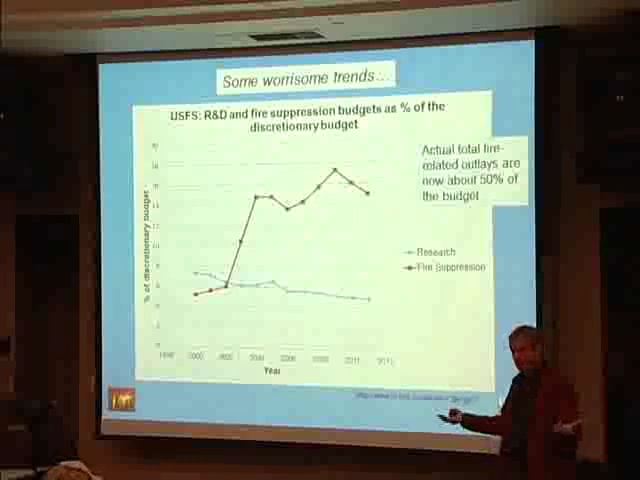 Some worrisome trends…
USFS: R&D and fire suppression budgets as % of the
discretionary budget
Actual total fire-
related outlays are
now about 50% of
the budget
% of discretionary budget
Research
Fire Suppression
Year